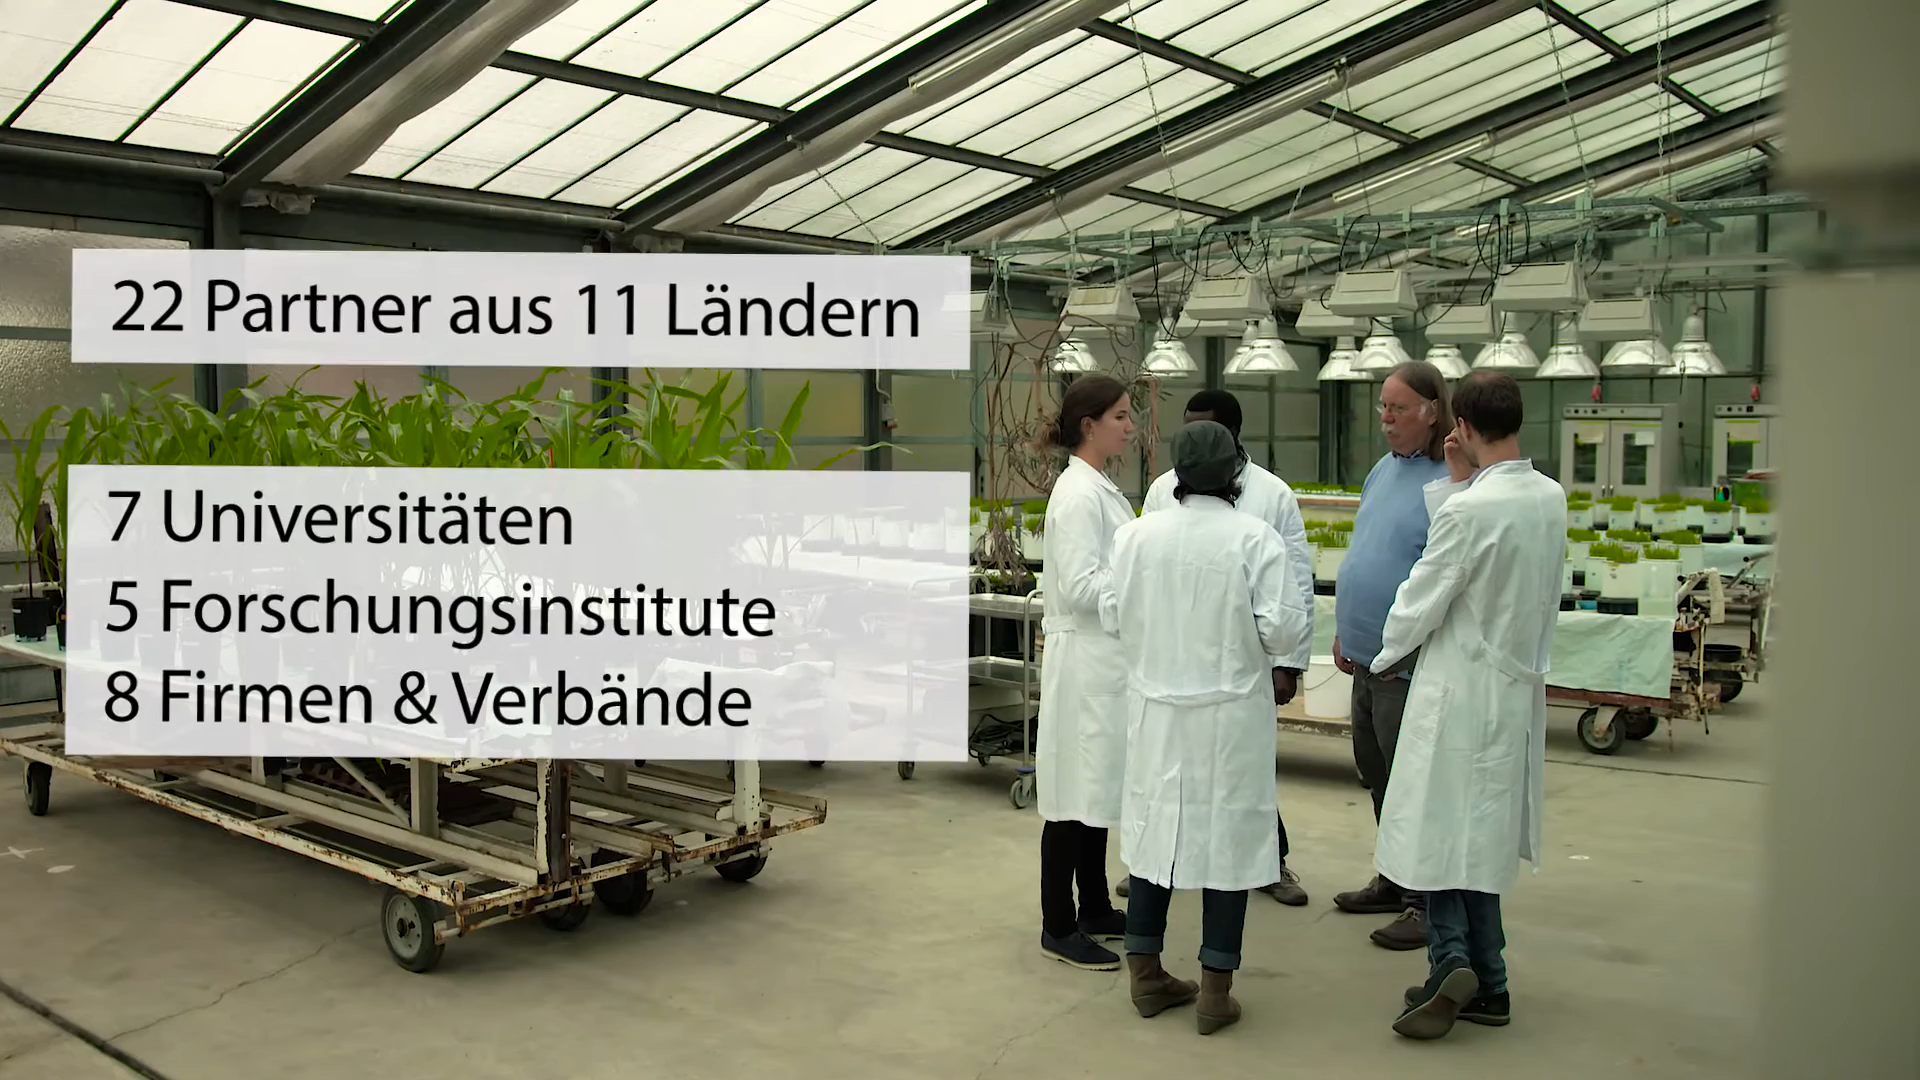 22 Partner aus 11 Ländern
7 Universitäten
5 Forschungsinstitute
8 Firmen & Verbände